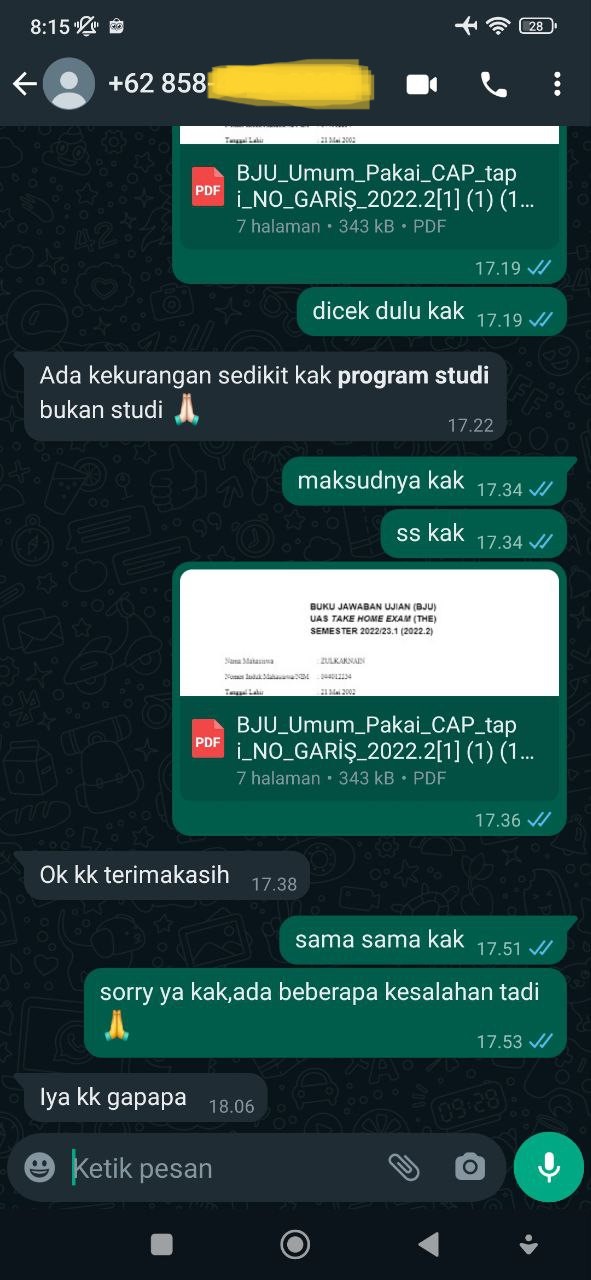 8:15
28
+62 858-
Tanggal Lahir : 21 Mei 2002
PDF
BJU_Umum_Pakai_CAP_tap
i_NO_GARİŞ_2022.2[1] (1) (1...
7 halaman • 343 kB • PDF
17.19
dicek dulu kak 17.19
Ada kekurangan sedikit kak program studi
bukan studi 🙏🏻
17.22
maksudnya kak 17.34
ss kak 17.34
BUKU JAWABAN UJIAN (BJU)
UAS TAKE HOME EXAM (THE)
SEMESTER 2022/23.1 (2022.2)
Nama Mahasiswa : ZULKARNAIN
Nomor Induk Mahasiswa/NIM : 044012234
Tanggal Lahir : 21 Mei 2002
PDF
BJU_Umum_Pakai_CAP_tap
i_NO_GARİŞ_2022.2[1] (1) (1...
7 halaman • 343 kB • PDF
17.36
Ok kk terimakasih 17.38
sama sama kak 17.51
sorry ya kak,ada beberapa kesalahan tadi
🙏
17.53
Iya kk gapapa 18.06
Ketik pesan